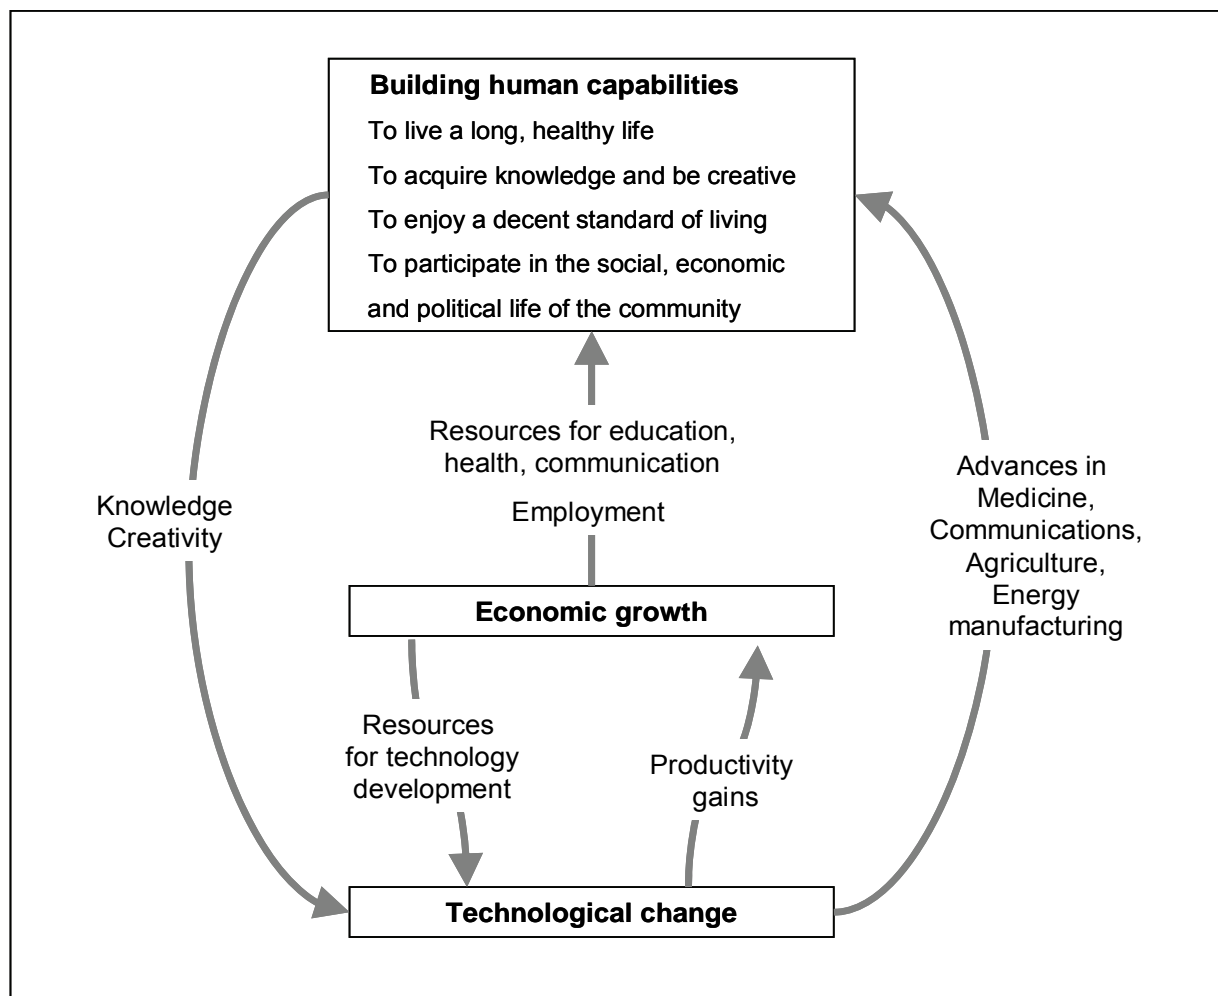 Building human capabilities
To live a long, healthy life
To acquire knowledge and be creative
To enjoy a decent standard of living
To participate in the social, economic
and political life of the community
Resources for education,
health, communication
Employment
Knowledge
Creativity
Advances in
Medicine,
Communications,
Agriculture,
Energy
manufacturing
Economic growth
Resources
for technology
development
Productivity
gains
Technological change